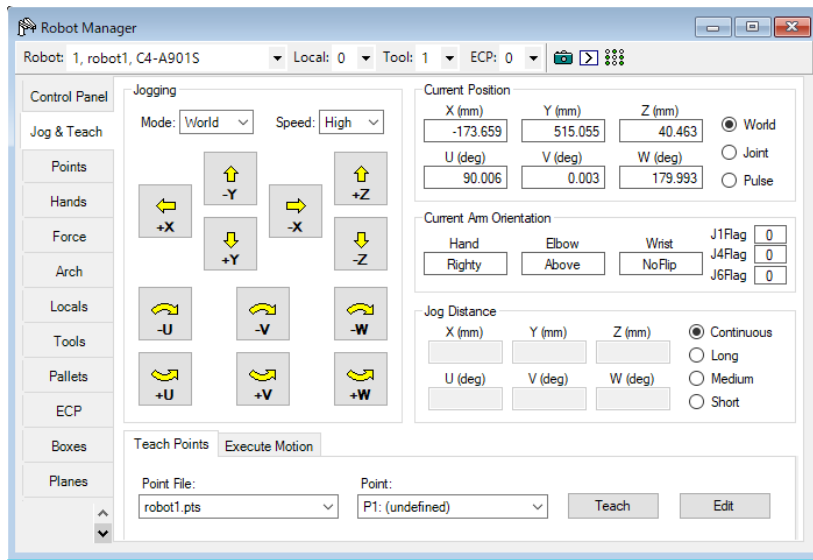 Robot Manager
Robot: 1, robot1, C4-A901S Local: 0 Tool: 1 ECP: 0
Control Panel
Jog & Teach
Points
Hands
Force
Arch
Locals
Tools
Pallets
ECP
Boxes
Planes
Jogging
Mode: World Speed: High
-Y
+Z
+X
-X
+Y
-Z
-U
-V
-W
+U
+V
+W
Current Position
X (mm) Y (mm) Z (mm)
-173.659 515.055 40.463
U (deg) V (deg) W (deg)
90.006 0.003 179.993
World
Joint
Pulse
Current Arm Orientation
Hand Elbow Wrist
Righty Above NoFlip
J1Flag 0
J4Flag 0
J6Flag 0
Jog Distance
X (mm) Y (mm) Z (mm)
U (deg) V (deg) W (deg)
Continuous
Long
Medium
Short
Teach Points Execute Motion
Point File: Point:
robot1.pts P1: (undefined) Teach Edit